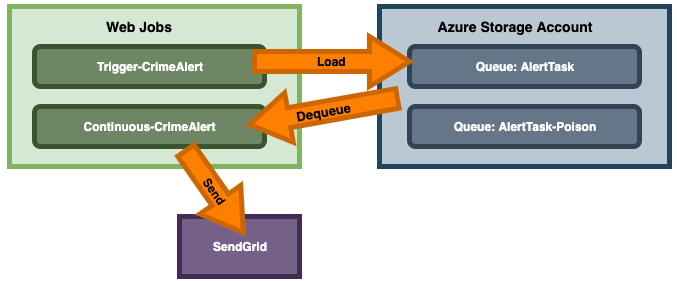 Web Jobs
Azure Storage Account
Trigger-CrimeAlert
Load
Queue: AlertTask
Dequeue
Continuous-CrimeAlert
Queue: AlertTask-Poison
Send
SendGrid